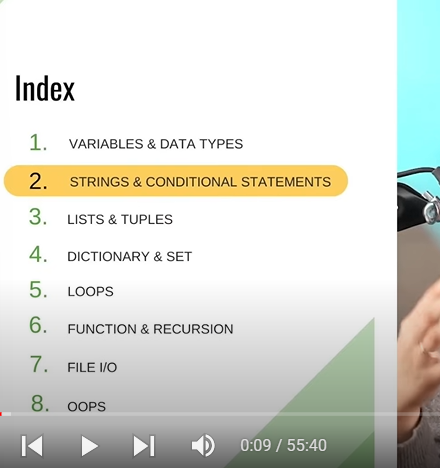 Index
1. VARIABLES & DATA TYPES
2. STRINGS & CONDITIONAL STATEMENTS
3. LISTS & TUPLES
4. DICTIONARY & SET
5. LOOPS
6. FUNCTION & RECURSION
7. FILE I/O
8. OOPS
0:09 / 55:40